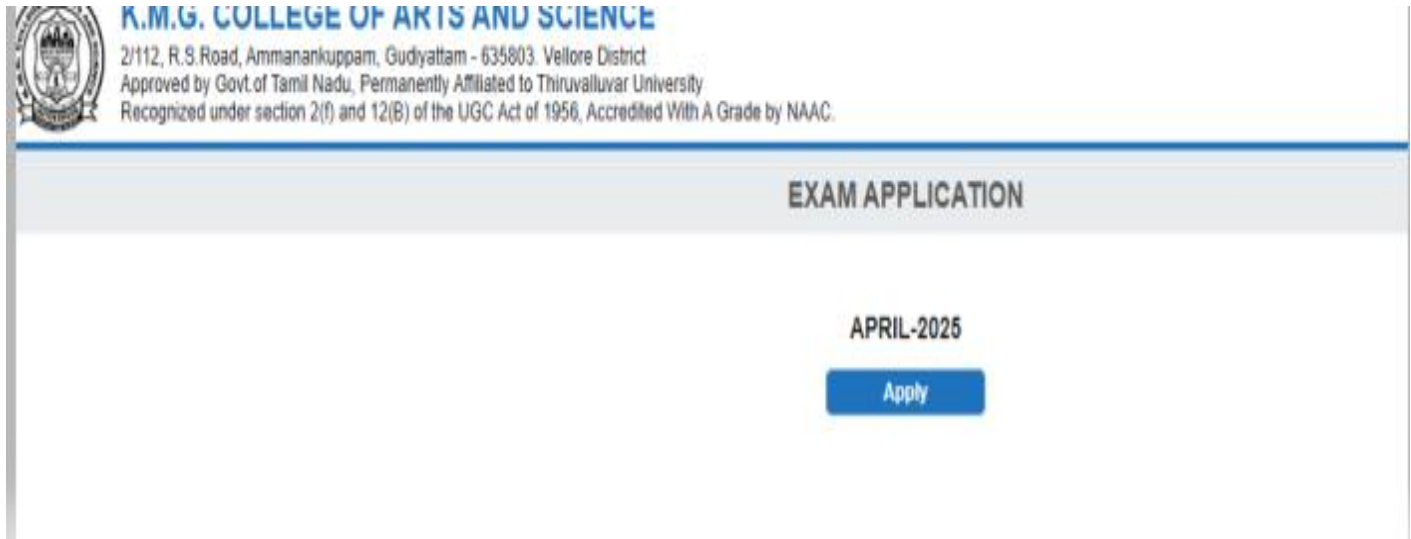 K.M.G. COLLEGE OF ARTS AND SCIENCE
2/112, R.S.Road, Ammanankuppam, Gudiyattam - 635803. Vellore District
Approved by Govt.of Tamil Nadu, Permanently Affiliated to Thiruvalluvar University
Recognized under section 2(f) and 12(B) of the UGC Act of 1956, Accredited With A Grade by NAAC.
EXAM APPLICATION
APRIL-2025
Apply